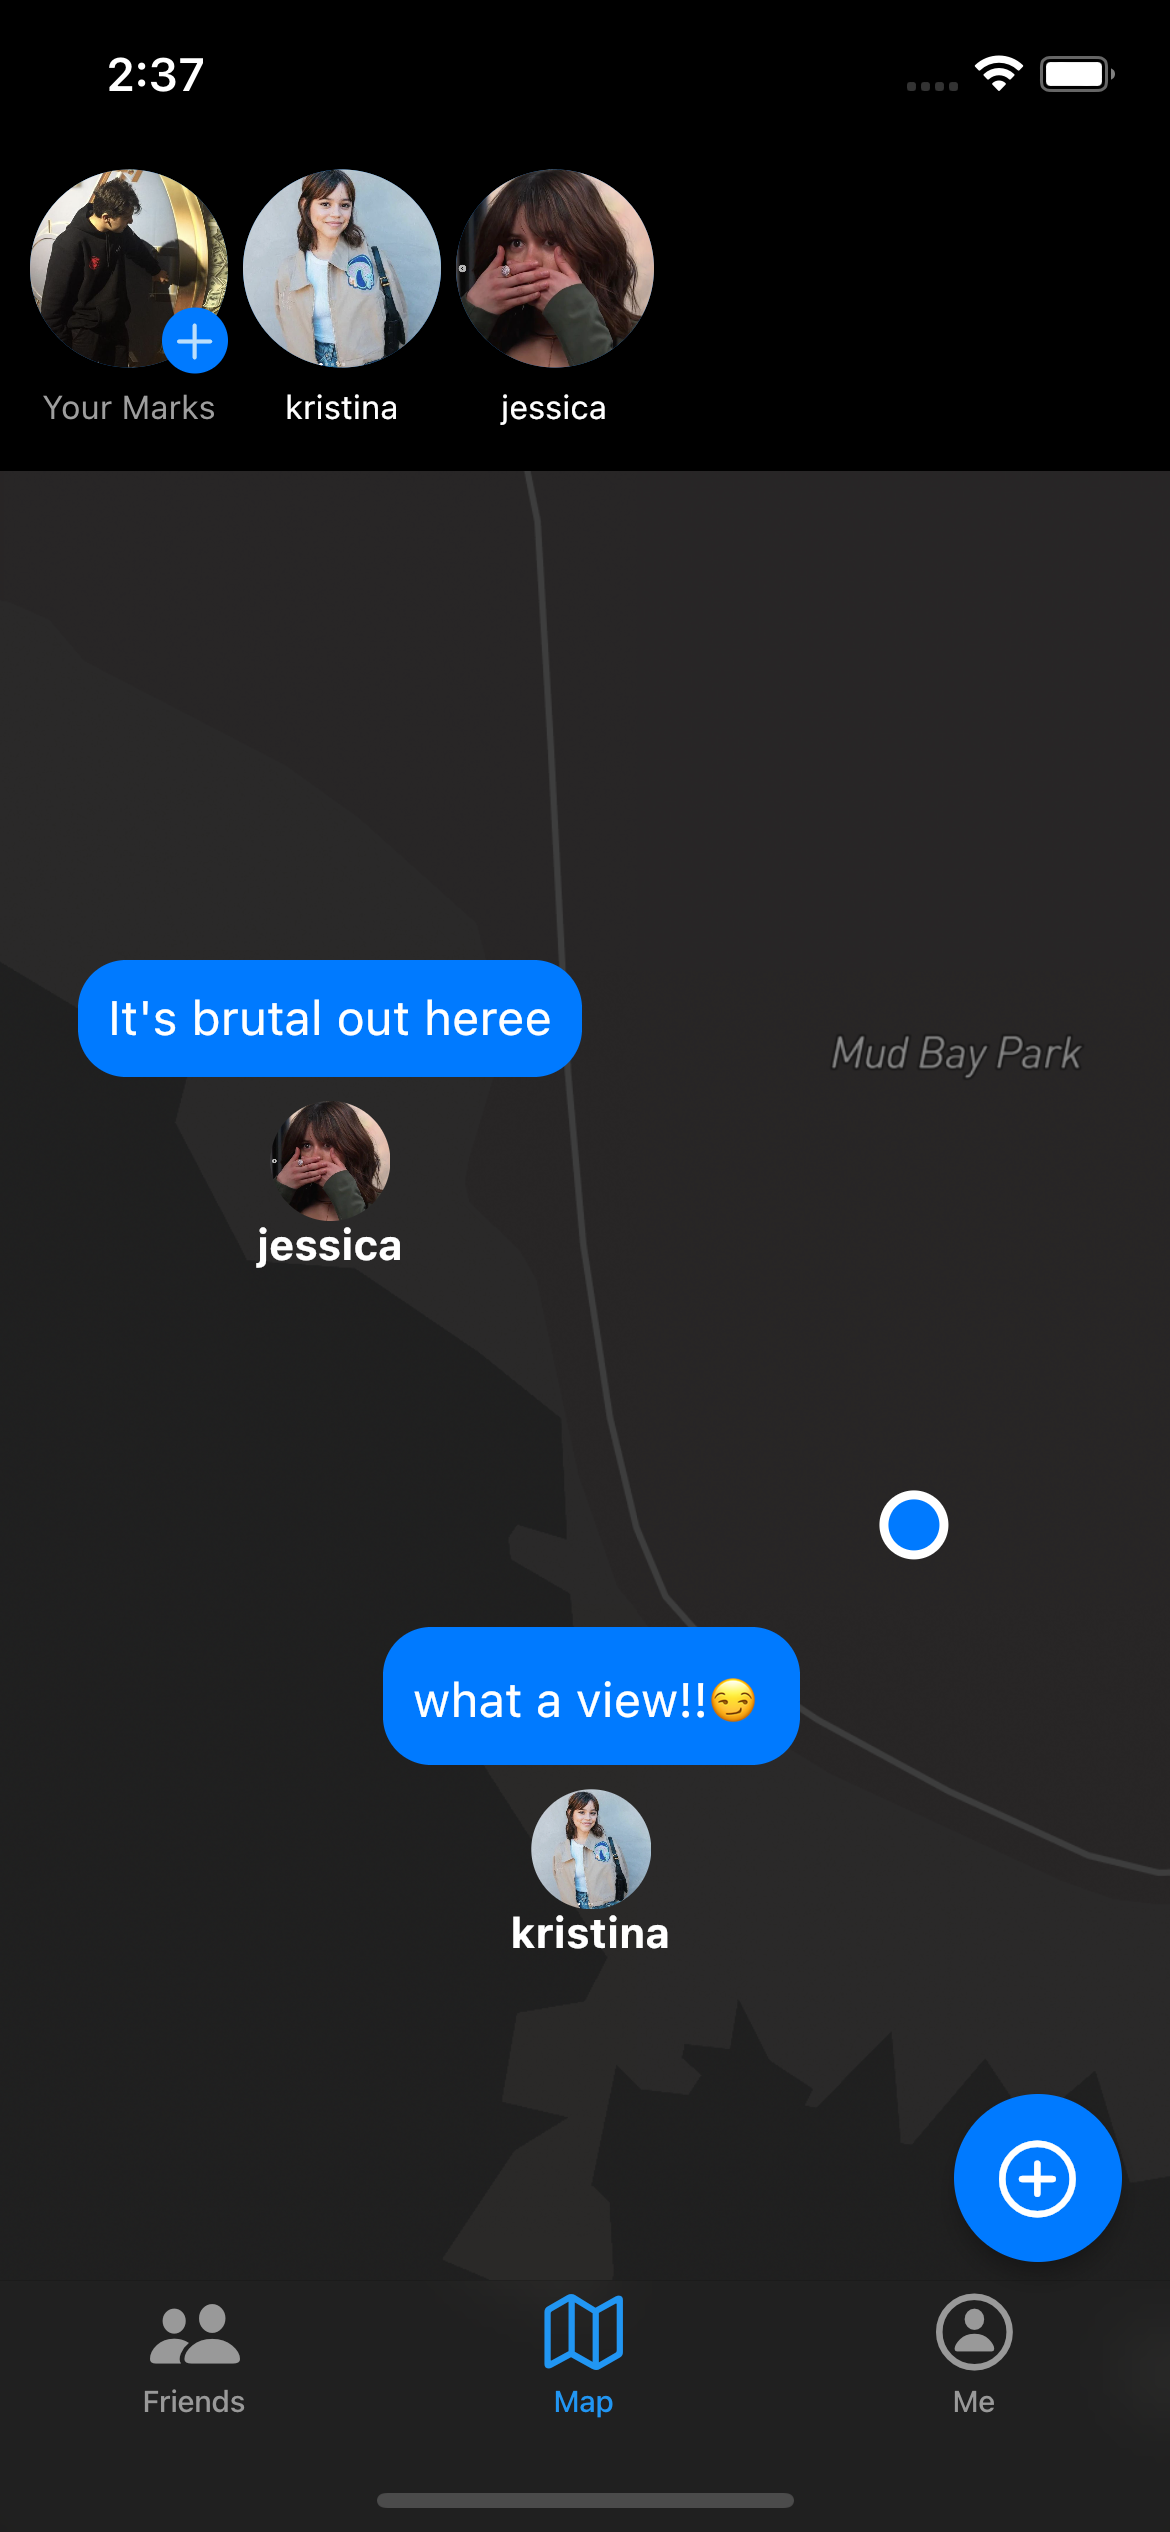 2:37
Your Marks
kristina
jessica
It's brutal out heree
Mud Bay Park
jessica
what a view!!😏
kristina
Friends
Map
Me